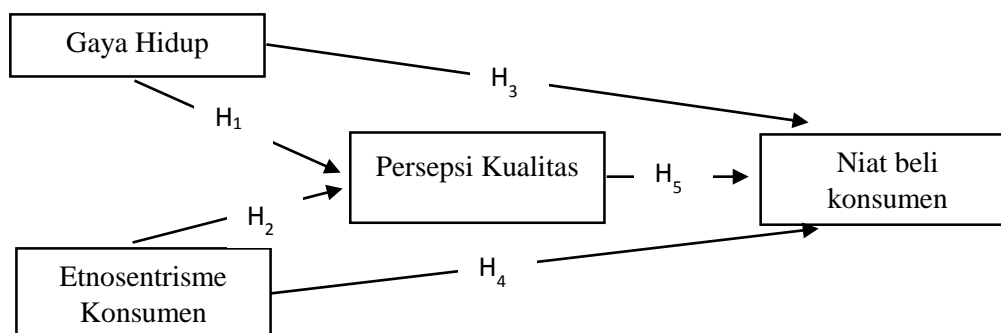 Gaya Hidup
H3
H1
Persepsi Kualitas
H5
Niat beli
konsumen
H2
H4
Etnosentrisme
Konsumen